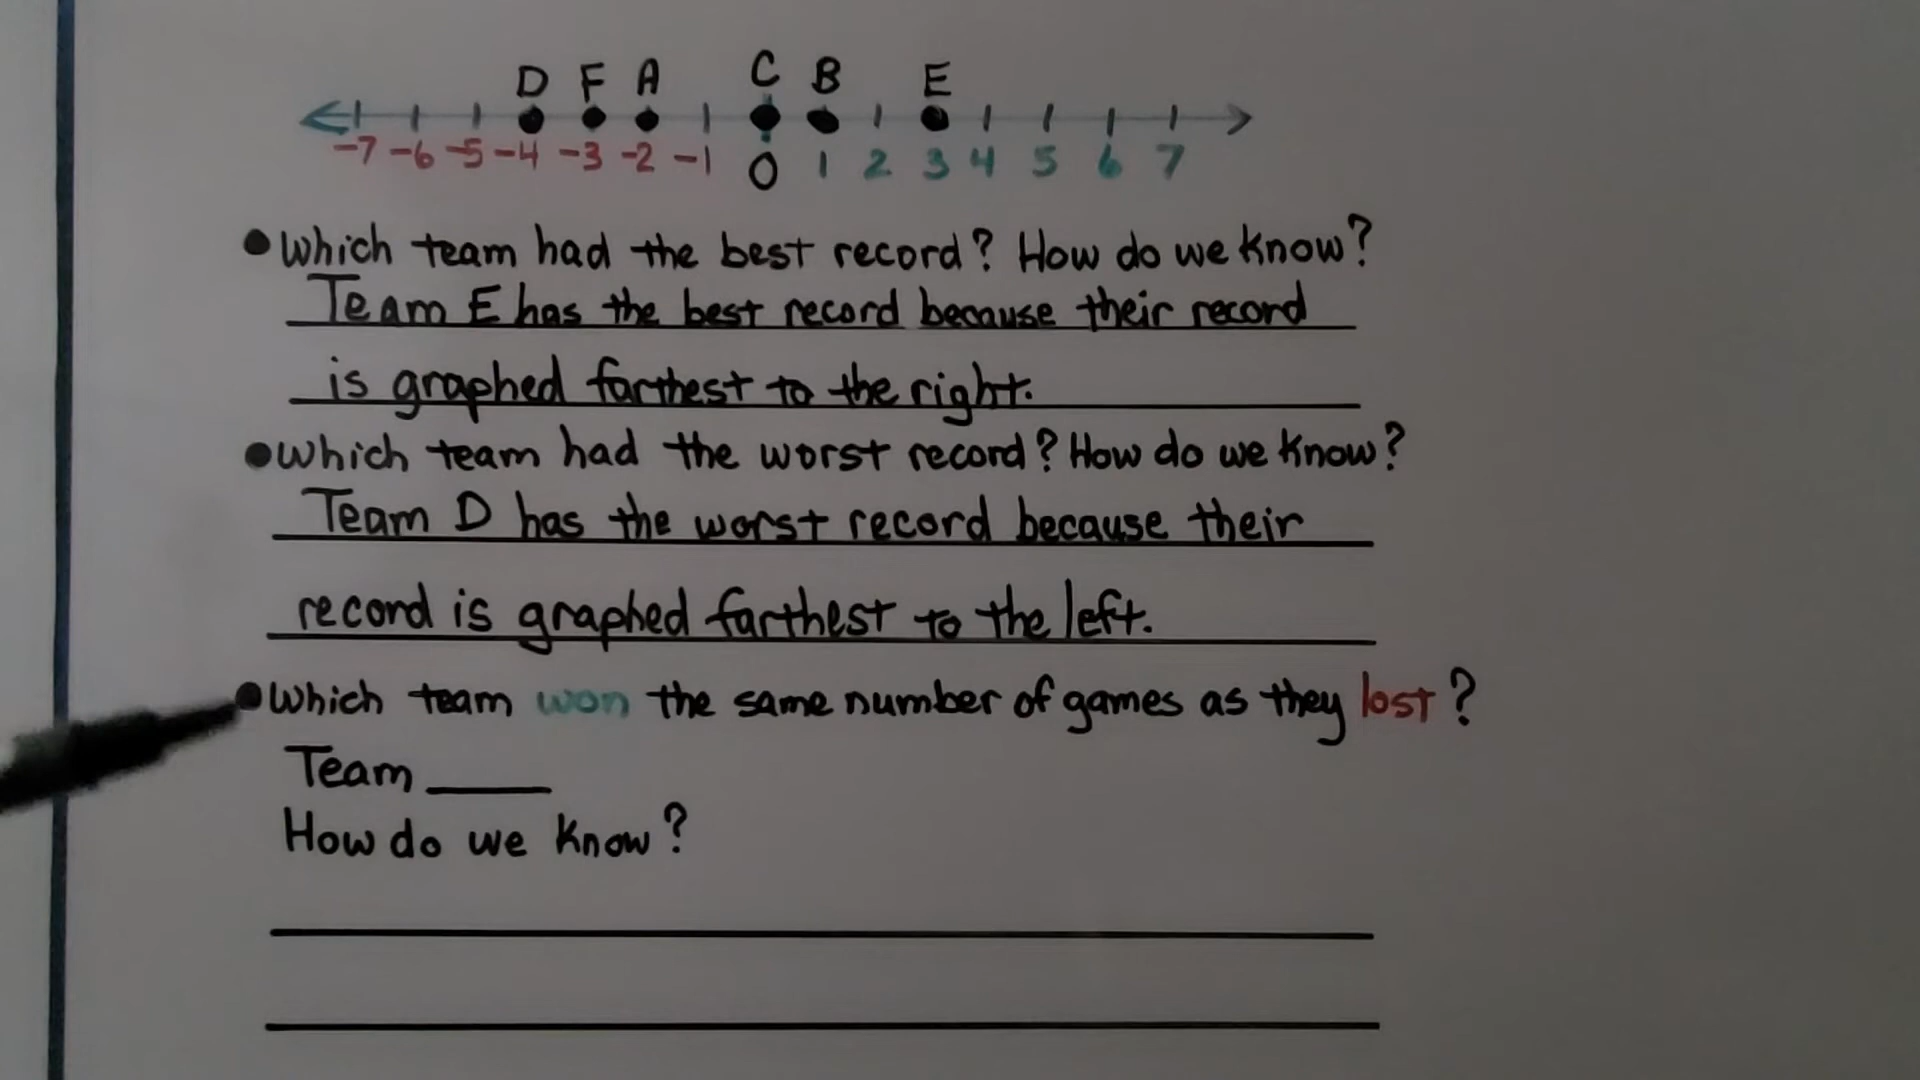 D F A C B E
-7 -6 -5 -4 -3 -2 -1 0 1 2 3 4 5 6 7
Which team had the best record? How do we know?
Team E has the best record because their record
is graphed farthest to the right.
Which team had the worst record? How do we know?
Team D has the worst record because their
record is graphed farthest to the left.
Which team won the same number of games as they lost?
Team ____
How do we know?